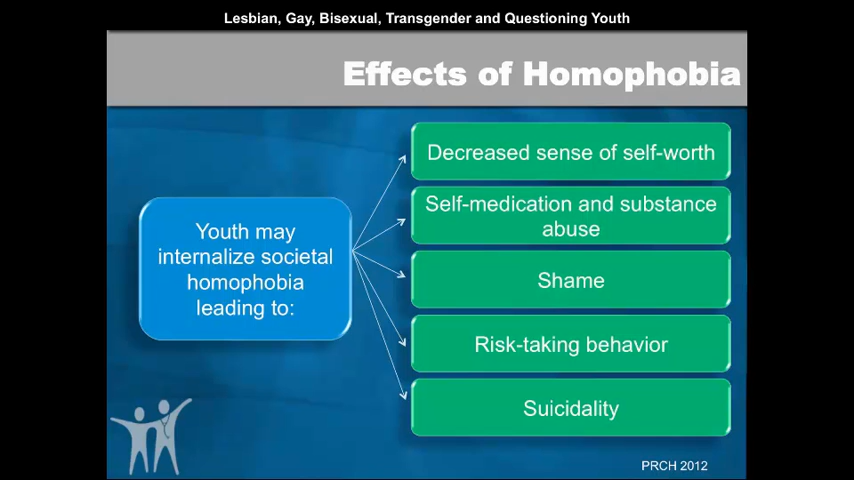 Lesbian, Gay, Bisexual, Transgender and Questioning Youth
Effects of Homophobia
Youth may
internalize societal
homophobia
leading to:
Decreased sense of self-worth
Self-medication and substance
abuse
Shame
Risk-taking behavior
Suicidality
PRCH 2012